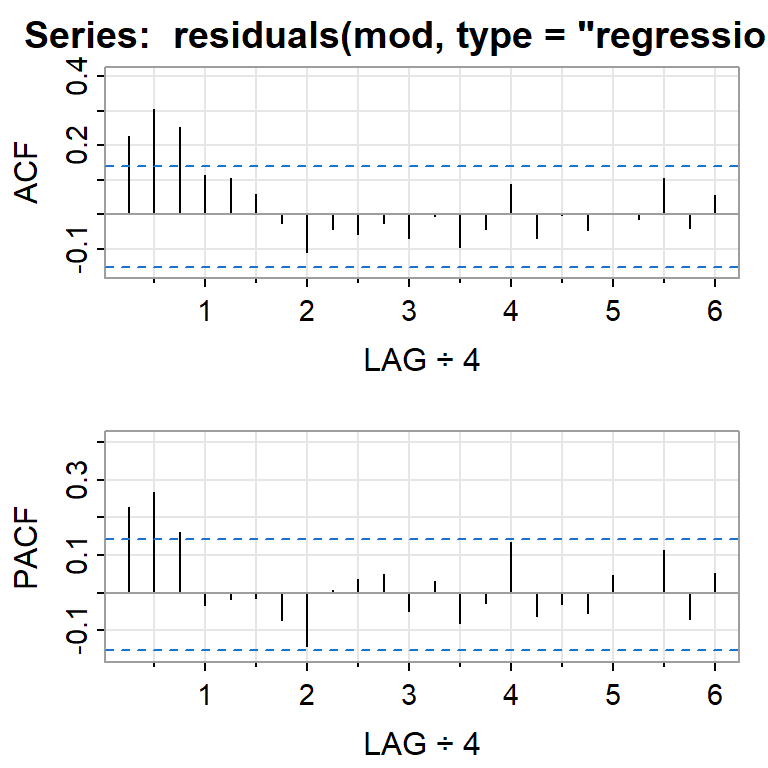 Series: residuals(mod, type = "regressio
ACF
0.4
0.2
-0.1
1 2 3 4 5 6
LAG ÷ 4
PACF
0.3
0.1
-0.1
1 2 3 4 5 6
LAG ÷ 4